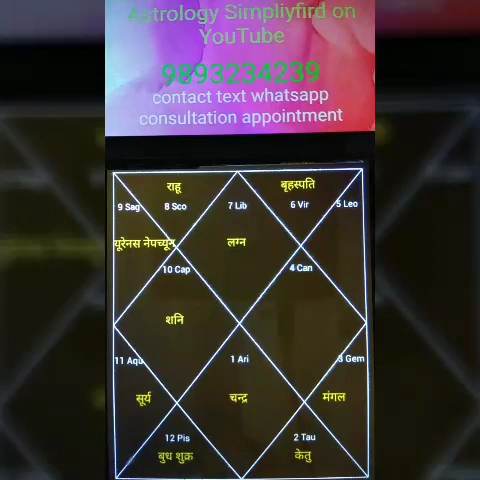 Astrology Simpliyfird on
YouTube
9893234239
contact text whatsapp
consultation appointment
राहू
बृहस्पति
9 Sag
8 Sco
7 Lib
6 Vir
5 Leo
यूरेनस नेपच्यून
लग्न
10 Cap
4 Can
शनि
11 Aqu
1 Ari
3 Gem
सूर्य
चन्द्र
मंगल
12 Pis
2 Tau
बुध शुक्र
केतु